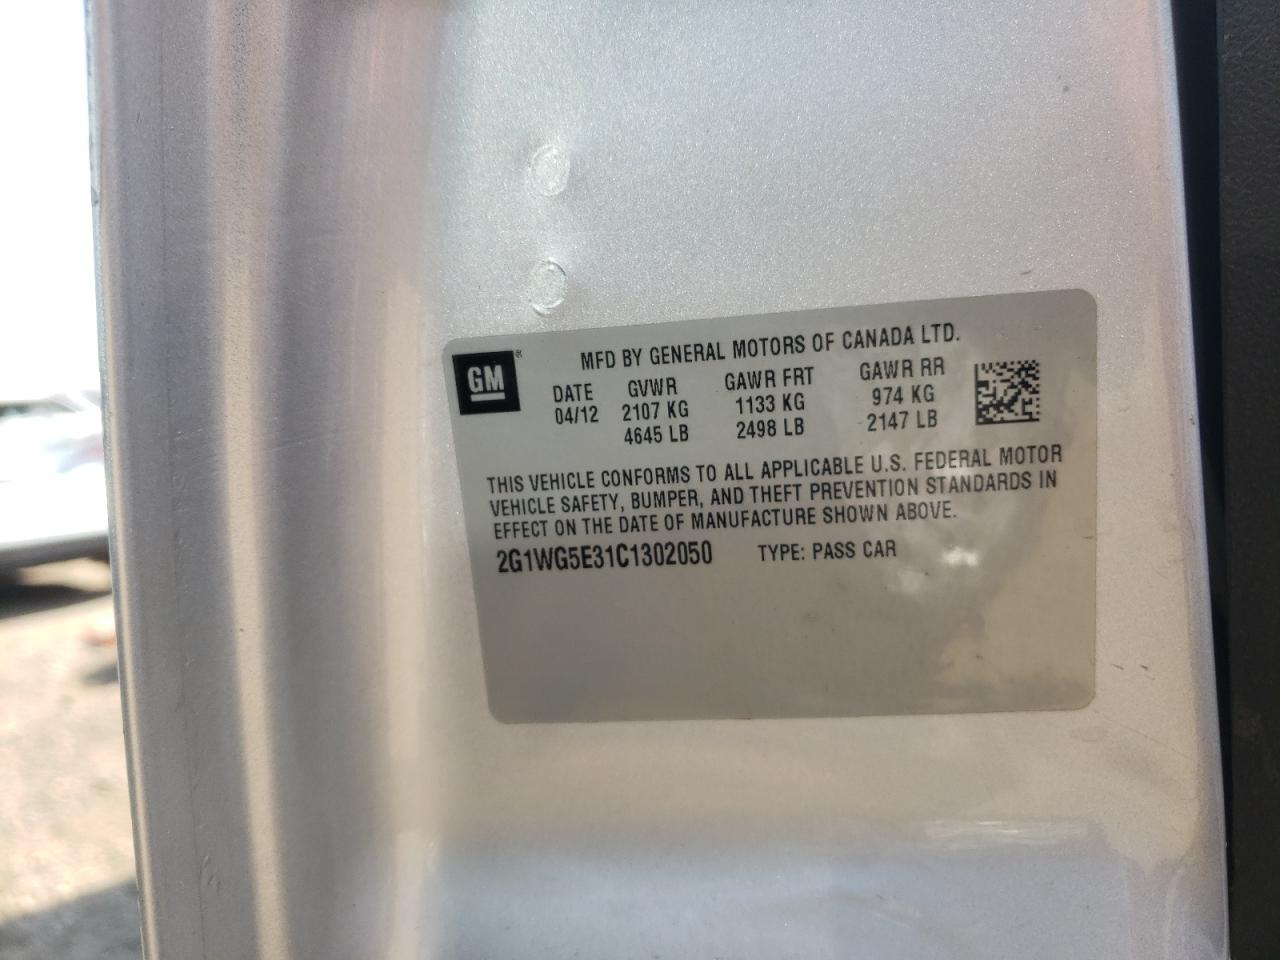 GM®
MFD BY GENERAL MOTORS OF CANADA LTD.
DATE GVWR GAWR FRT GAWR RR
04/12 2107 KG 1133 KG 974 KG
4645 LB 2498 LB 2147 LB
THIS VEHICLE CONFORMS TO ALL APPLICABLE U.S. FEDERAL MOTOR
VEHICLE SAFETY, BUMPER, AND THEFT PREVENTION STANDARDS IN
EFFECT ON THE DATE OF MANUFACTURE SHOWN ABOVE.
2G1WG5E31C1302050 TYPE: PASS CAR